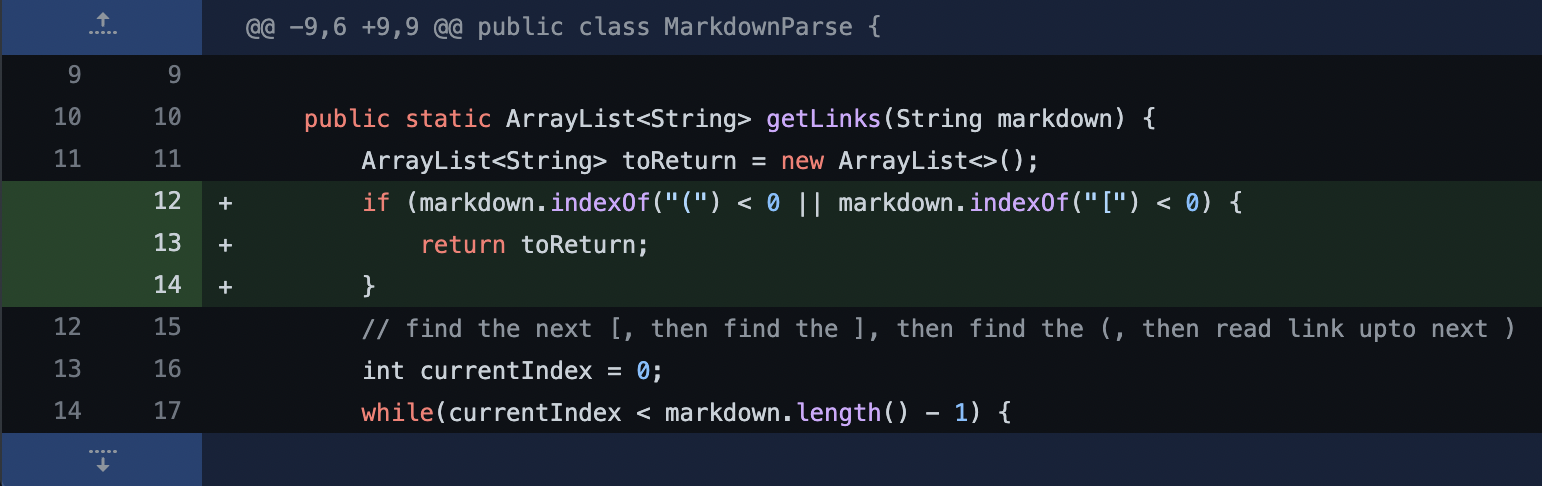 @@ -9,6 +9,9 @@ public class MarkdownParse {
9 9
10 10 public static ArrayList<String> getLinks(String markdown) {
11 11 ArrayList<String> toReturn = new ArrayList<>();
12 + if (markdown.indexOf("(") < 0 || markdown.indexOf("[") < 0) {
13 + return toReturn;
14 + }
12 15 // find the next [, then find the ], then find the (, then read link upto next )
13 16 int currentIndex = 0;
14 17 while(currentIndex < markdown.length() - 1) {